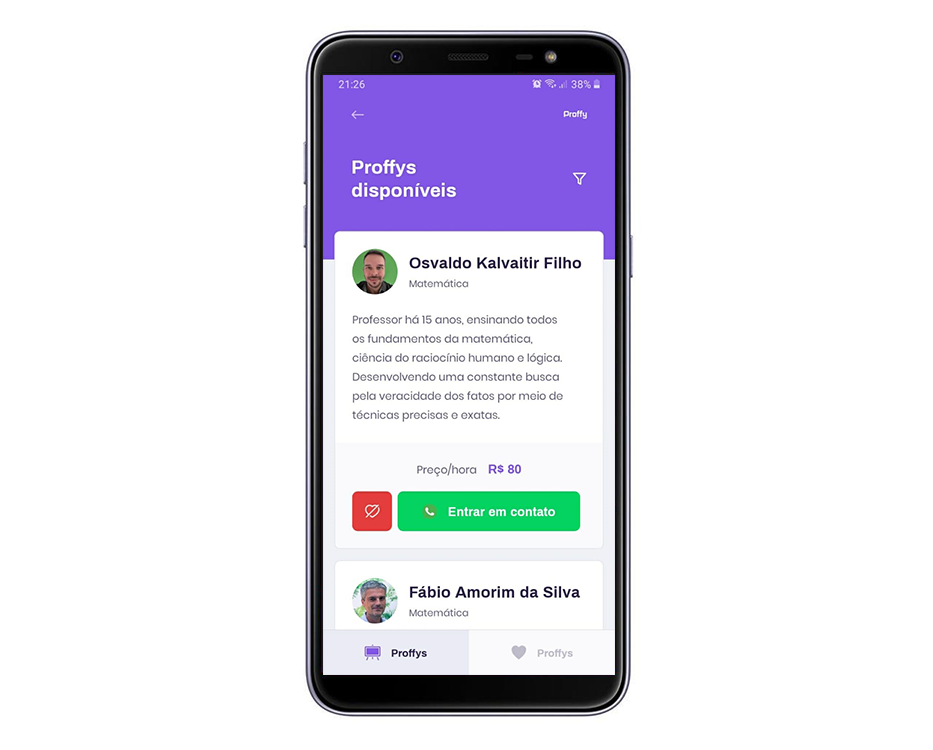 21:26
38%
Proffy
Proffys
disponíveis
Osvaldo Kalvaitir Filho
Matemática
Professor há 15 anos, ensinando todos
os fundamentos da matemática,
ciência do raciocínio humano e lógica.
Desenvolvendo uma constante busca
pela veracidade dos fatos por meio de
técnicas precisas e exatas.
Preço/hora R$ 80
Entrar em contato
Fábio Amorim da Silva
Matemática
Proffys
Proffys